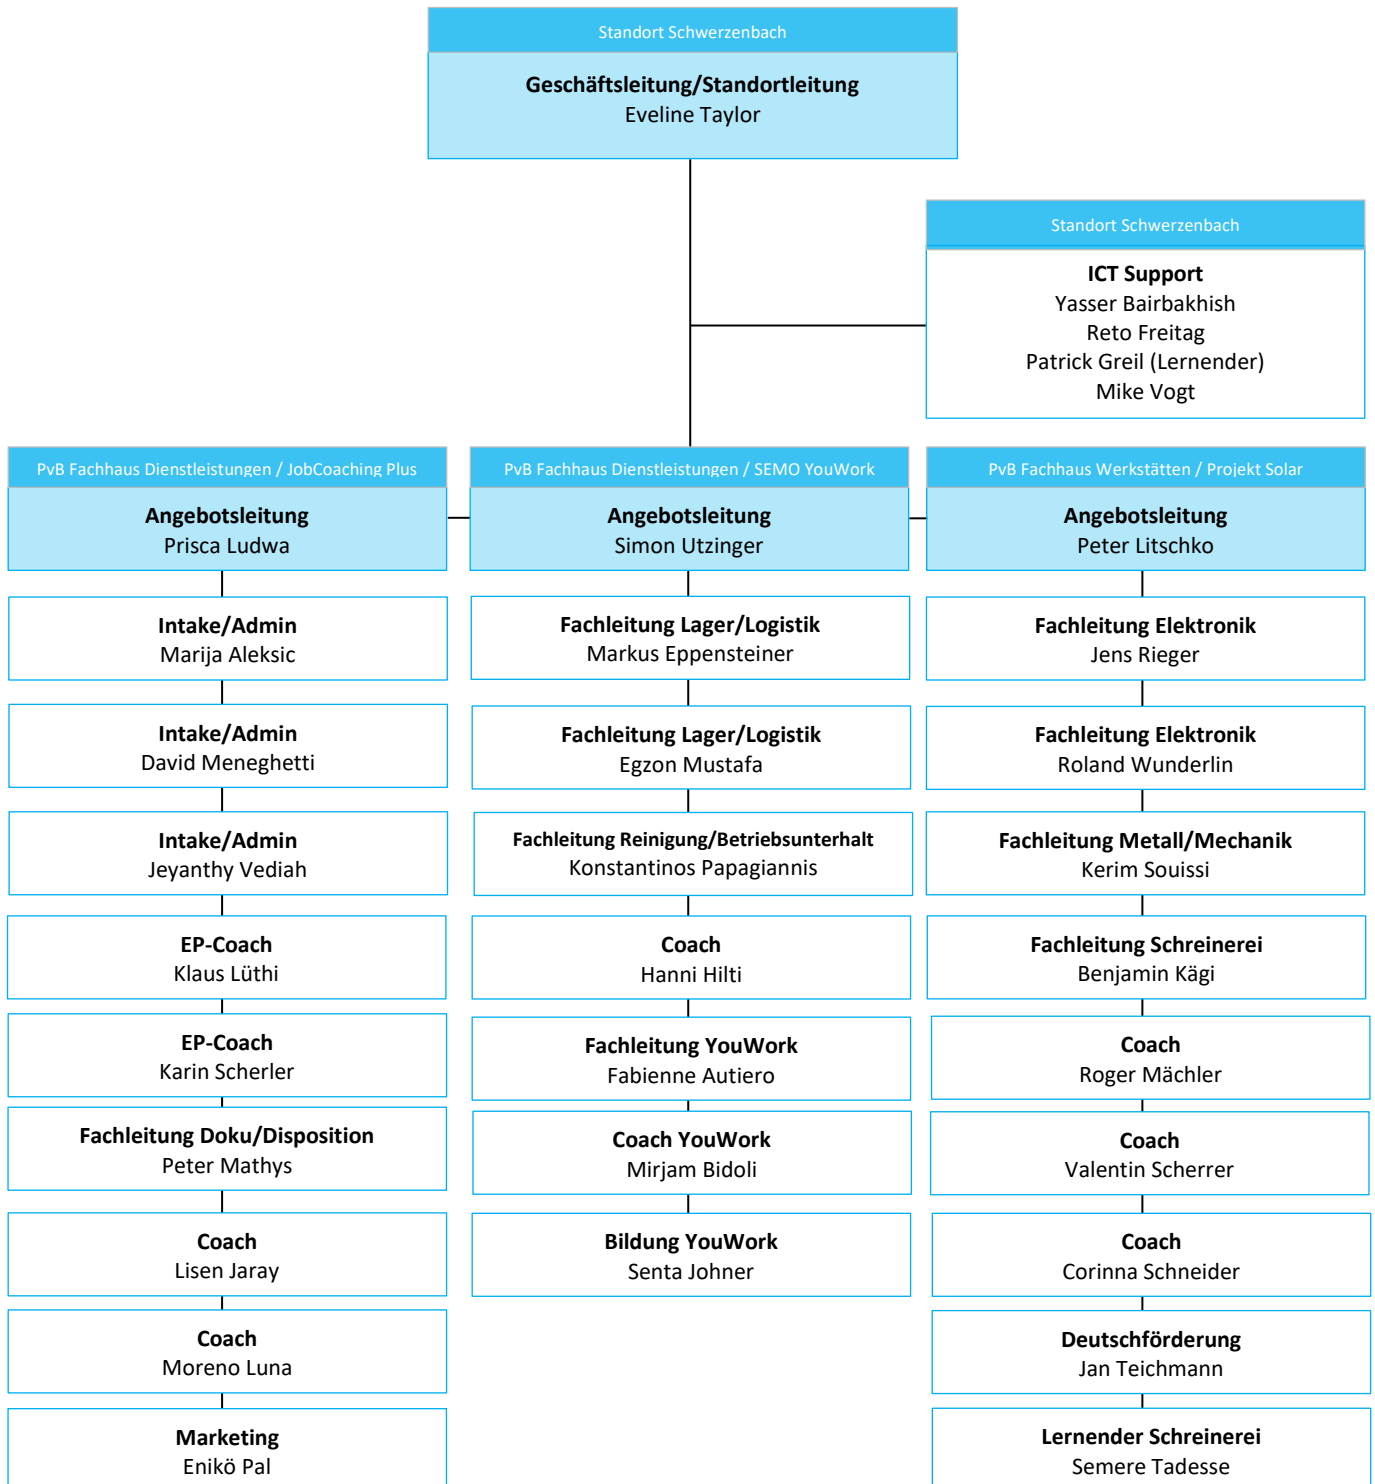 Standort Schwerzenbach
Geschäftsleitung/Standortleitung
Eveline Taylor
Standort Schwerzenbach
ICT Support
Yasser Bairbakhish
Reto Freitag
Patrick Greil (Lernender)
Mike Vogt
PvB Fachhaus Dienstleistungen / JobCoaching Plus
Angebotsleitung
Prisca Ludwa
Intake/Admin
Marija Aleksic
Intake/Admin
David Meneghetti
Intake/Admin
Jeyanthy Vediah
EP-Coach
Klaus Lüthi
EP-Coach
Karin Scherler
Fachleitung Doku/Disposition
Peter Mathys
Coach
Lisen Jaray
Coach
Moreno Luna
Marketing
Enikö Pal
PvB Fachhaus Dienstleistungen / SEMO YouWork
Angebotsleitung
Simon Utzinger
Fachleitung Lager/Logistik
Markus Eppensteiner
Fachleitung Lager/Logistik
Egzon Mustafa
Fachleitung Reinigung/Betriebsunterhalt
Konstantinos Papagiannis
Coach
Hanni Hilti
Fachleitung YouWork
Fabienne Autiero
Coach YouWork
Mirjam Bidoli
Bildung YouWork
Senta Johner
PvB Fachhaus Werkstätten / Projekt Solar
Angebotsleitung
Peter Litschko
Fachleitung Elektronik
Jens Rieger
Fachleitung Elektronik
Roland Wunderlin
Fachleitung Metall/Mechanik
Kerim Souissi
Fachleitung Schreinerei
Benjamin Kägi
Coach
Roger Mächler
Coach
Valentin Scherrer
Coach
Corinna Schneider
Deutschförderung
Jan Teichmann
Lernender Schreinerei
Semere Tadesse